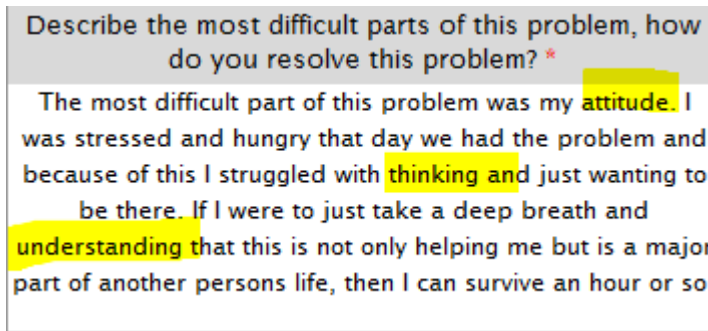 Describe the most difficult parts of this problem, how
do you resolve this problem? *
The most difficult part of this problem was my attitude. I
was stressed and hungry that day we had the problem and
because of this I struggled with thinking and just wanting to
be there. If I were to just take a deep breath and
understanding that this is not only helping me but is a major
part of another persons life, then I can survive an hour or so